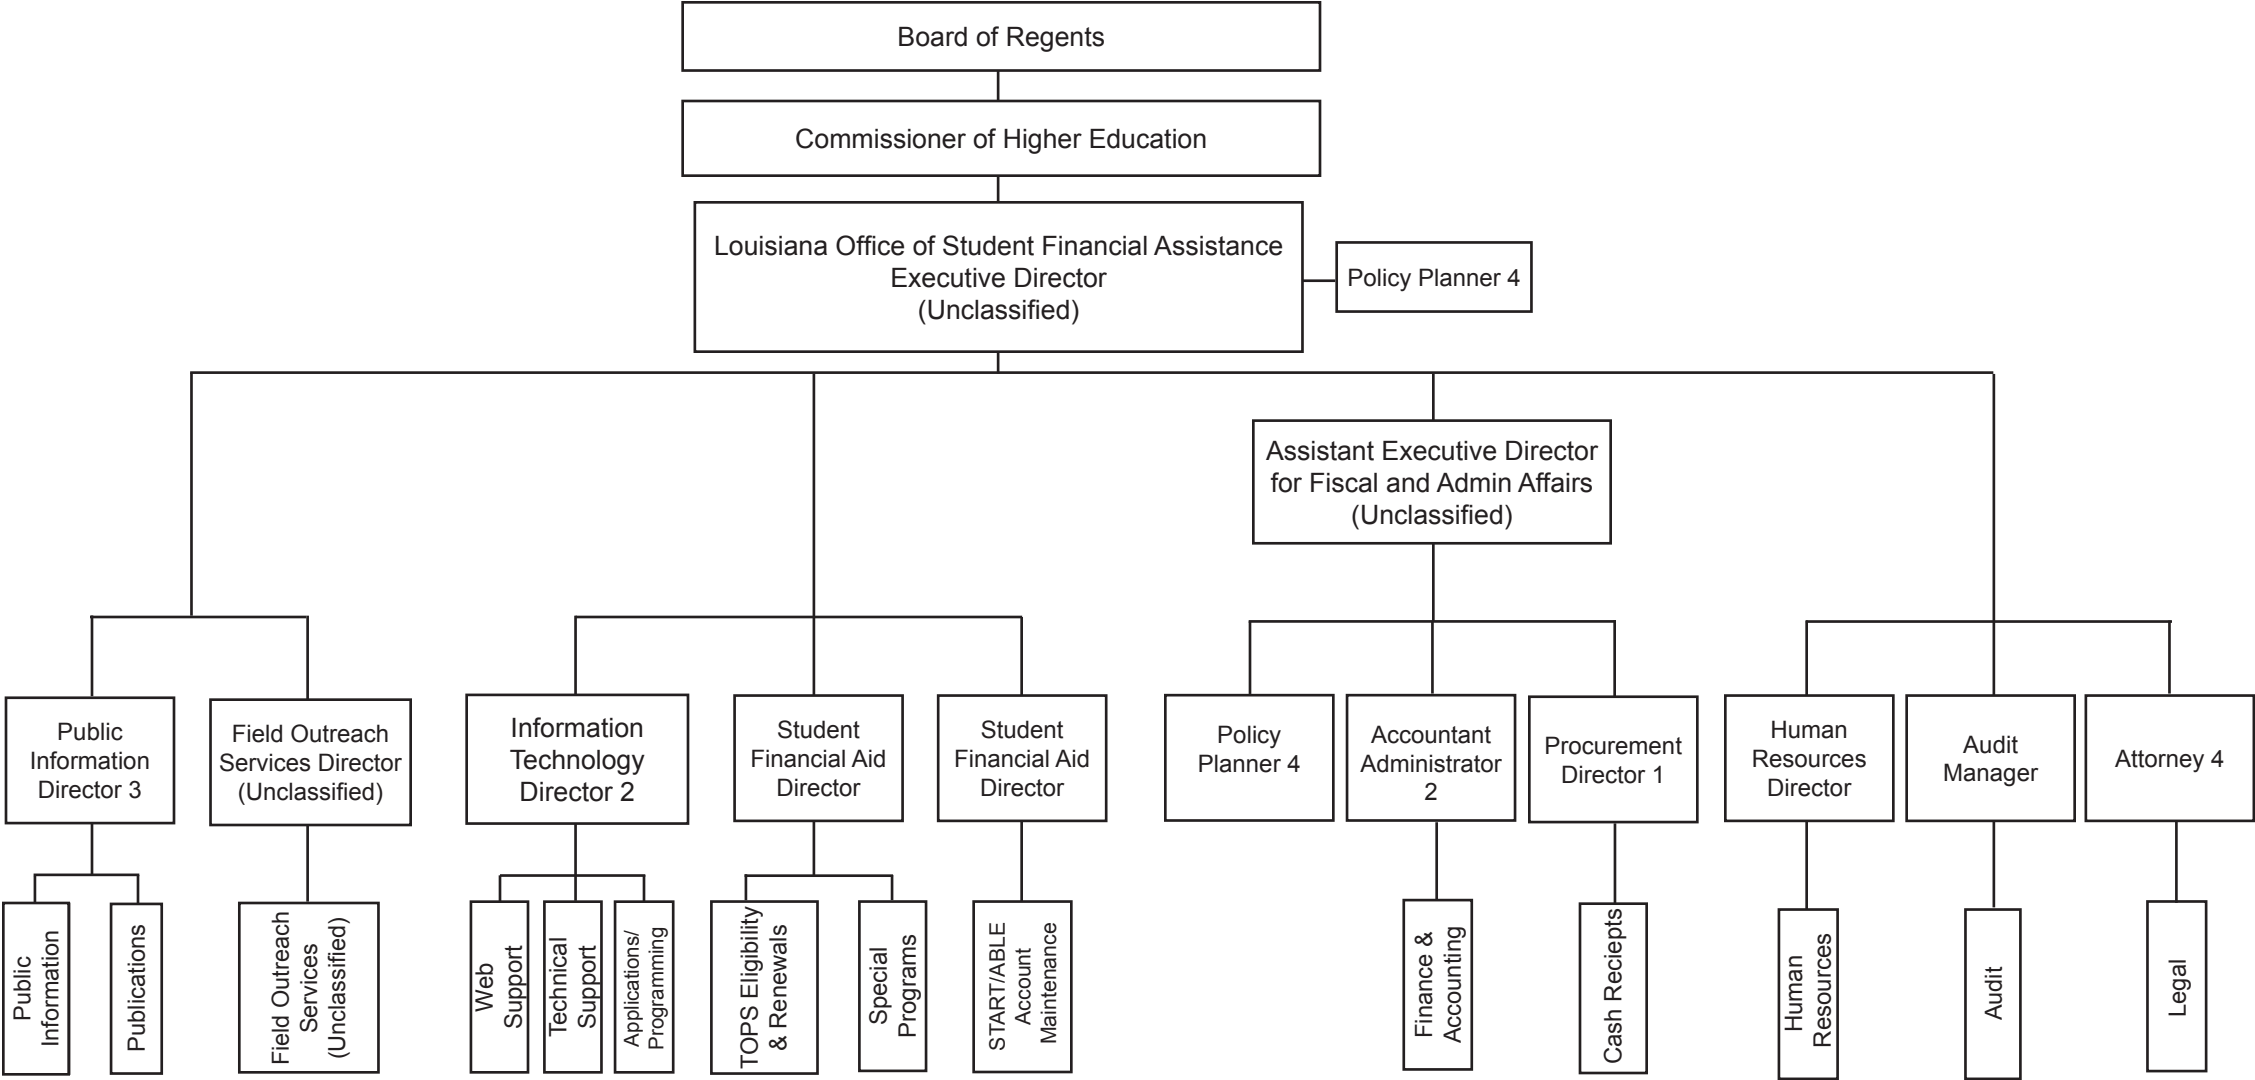 Board of Regents
Commissioner of Higher Education
Louisiana Office of Student Financial Assistance
Executive Director
(Unclassified)
Policy Planner 4
Assistant Executive Director
for Fiscal and Admin Affairs
(Unclassified)
Public
Information
Director 3
Field Outreach
Services Director
(Unclassified)
Information
Technology
Director 2
Student
Financial Aid
Director
Student
Financial Aid
Director
Policy
Planner 4
Accountant
Administrator
2
Procurement
Director 1
Human
Resources
Director
Audit
Manager
Attorney 4
Public
Information
Publications
Field Outreach
Services
(Unclassified)
Web
Support
Technical
Support
Applications/
Programming
TOPS Eligibility
& Renewals
Special
Programs
START/ABLE
Account
Maintenance
Finance &
Accounting
Cash Reciepts
Human
Resources
Audit
Legal